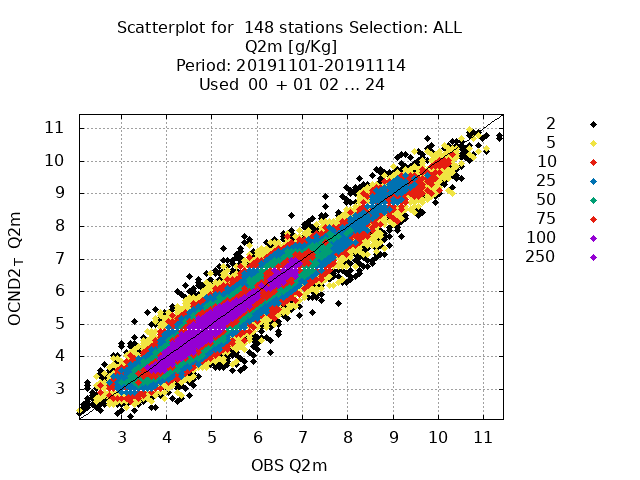 Scatterplot for 148 stations Selection: ALL
Q2m [g/Kg]
Period: 20191101-20191114
Used 00 + 01 02 ... 24
2
5
10
25
50
75
100
250
11
10
9
8
7
6
5
4
3
OCND2T Q2m
3 4 5 6 7 8 9 10 11
OBS Q2m